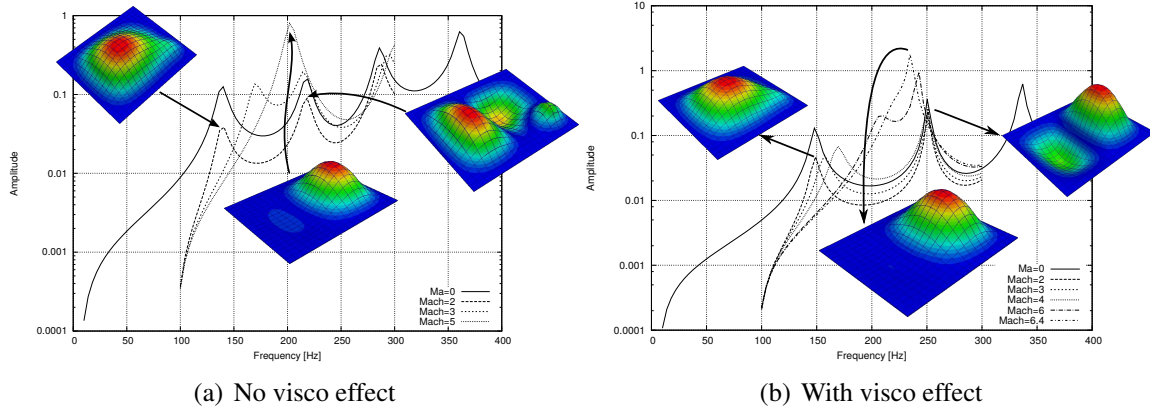 1
0.1
0.01
0.001
0.0001
Amplitude
0 50 100 150 200 250 300 350 400
Frequency [Hz]
Ma=0
Mach=2
Mach=3
Mach=5
(a) No visco effect
10
1
0.1
0.01
0.001
0.0001
Amplitude
0 50 100 150 200 250 300 350 400
Frequency [Hz]
Ma=0
Mach=2
Mach=3
Mach=4
Mach=6
Mach=6.4
(b) With visco effect